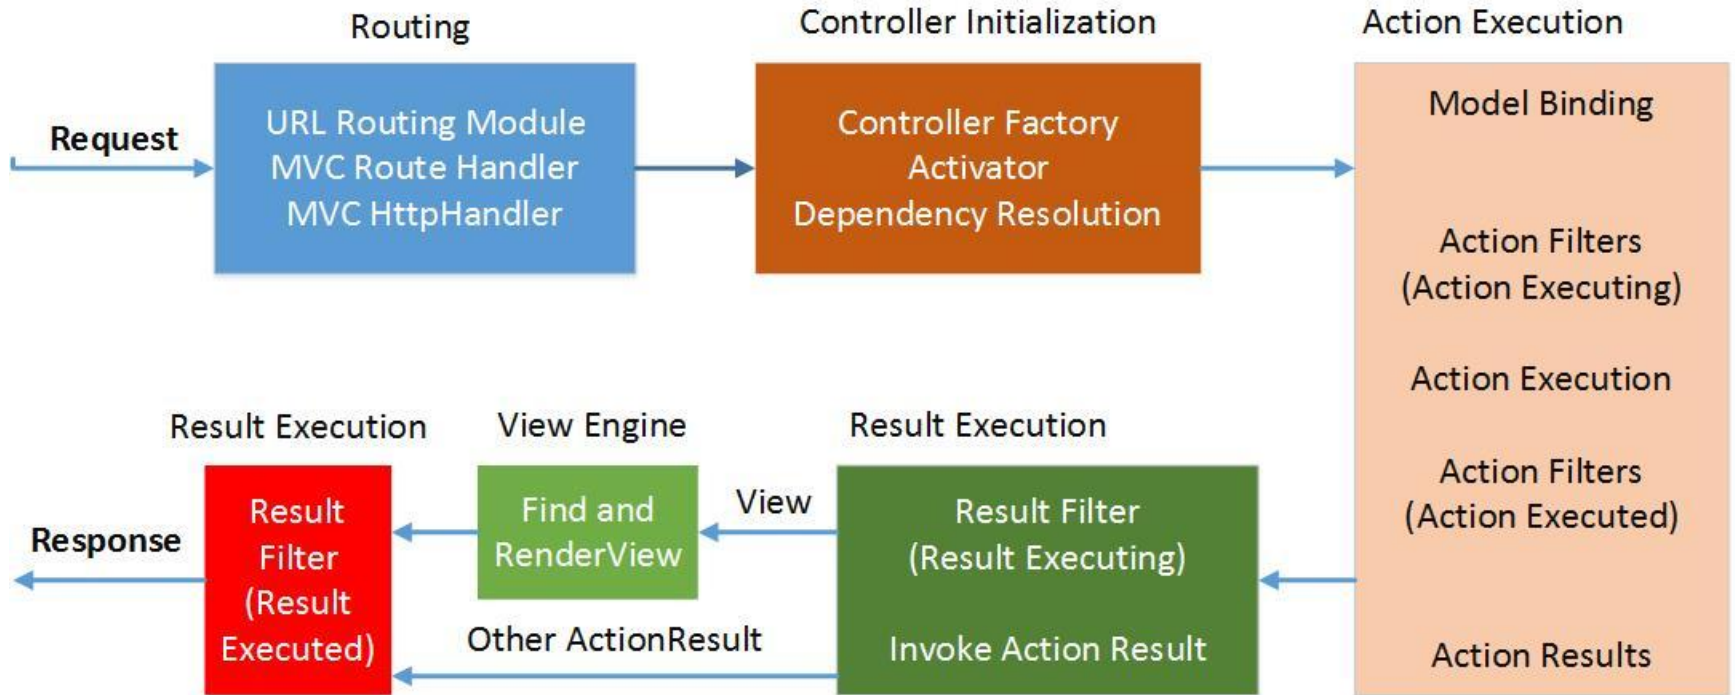 Routing
Controller Initialization
Action Execution
Request
URL Routing Module
MVC Route Handler
MVC HttpHandler
Controller Factory
Activator
Dependency Resolution
Model Binding
Action Filters
(Action Executing)
Action Execution
Action Filters
(Action Executed)
Action Results
Result Execution
View Engine
Result Execution
Response
Result
Filter
(Result
Executed)
Find and
RenderView
View
Other ActionResult
Result Filter
(Result Executing)
Invoke Action Result